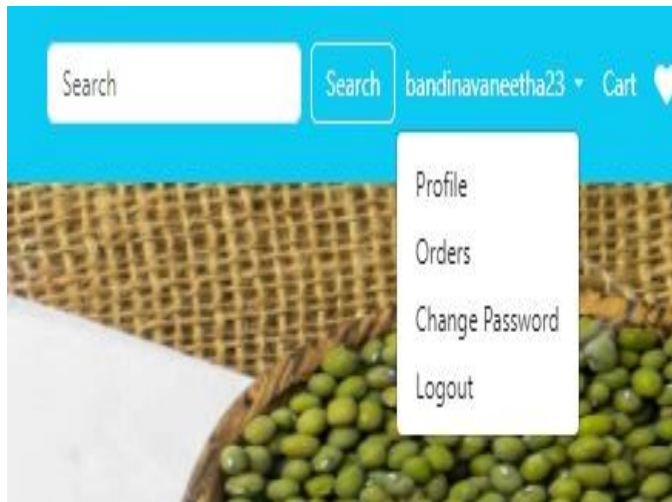 Search Search bandinavaneetha23 Cart
Profile
Orders
Change Password
Logout